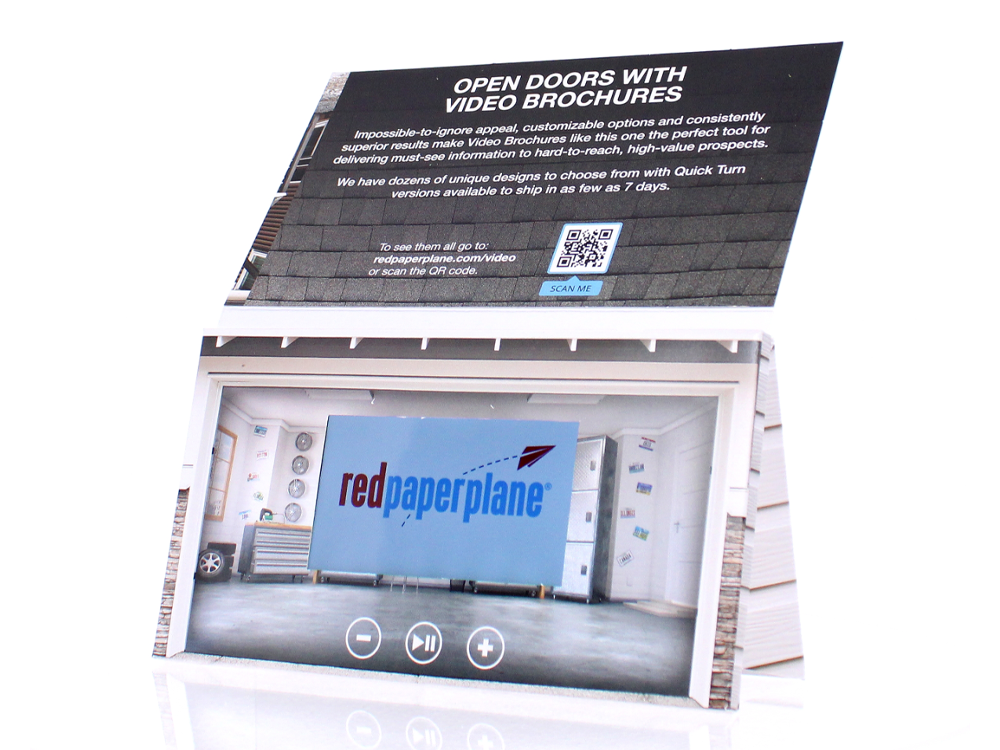 OPEN DOORS WITH
VIDEO BROCHURES
Impossible-to-ignore appeal, customizable options and consistently
superior results make Video Brochures like this one the perfect tool for
delivering must-see information to hard-to-reach, high-value prospects.
We have dozens of unique designs to choose from with Quick Turn
versions available to ship in as few as 7 days.
To see them all go to:
redpaperplane.com/video
or scan the QR code.
SCAN ME
redpaperplane®